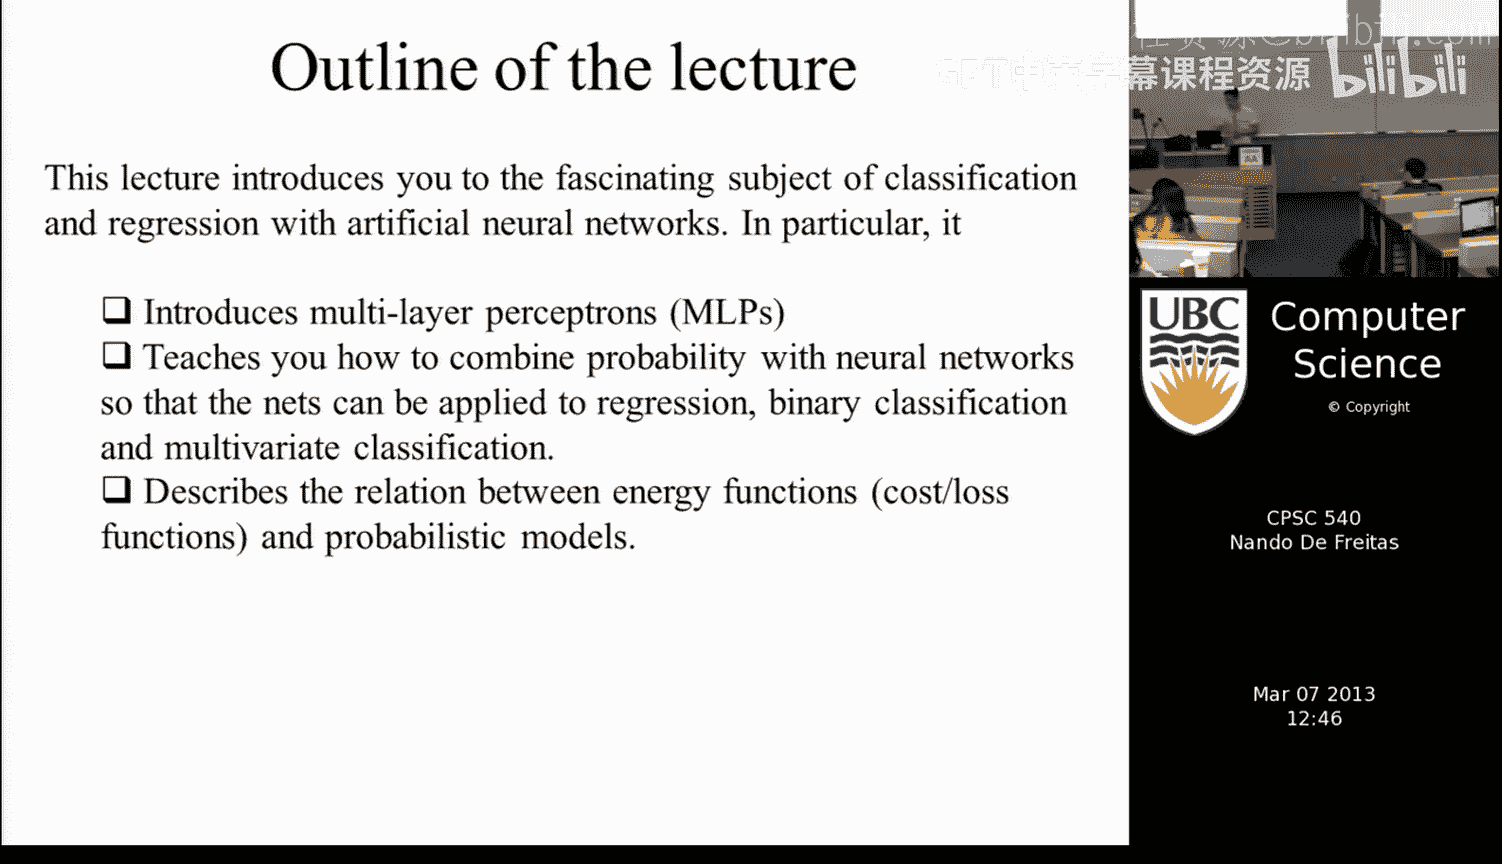 Outline of the lecture
This lecture introduces you to the fascinating subject of classification
and regression with artificial neural networks. In particular, it
❑ Introduces multi-layer perceptrons (MLPs)
❑ Teaches you how to combine probability with neural networks
so that the nets can be applied to regression, binary classification
and multivariate classification.
❑ Describes the relation between energy functions (cost/loss
functions) and probabilistic models.
字幕课程资源 bilibili
UBC
Computer
Science
© Copyright
CPSC 540
Nando De Freitas
Mar 07 2013
12:46